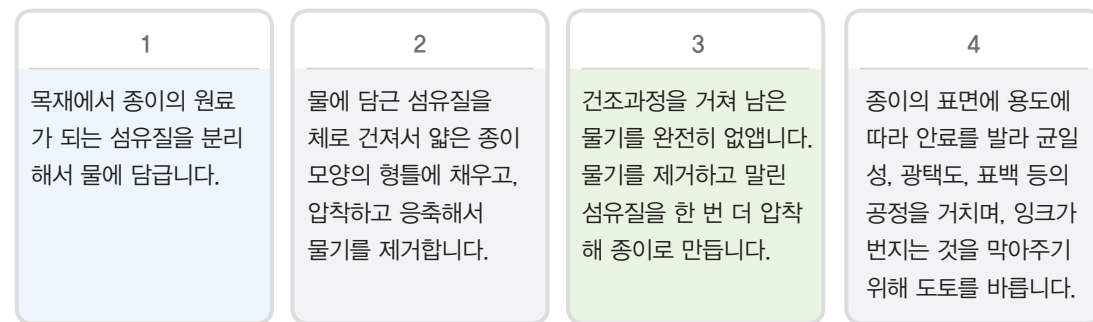 1
목재에서 종이의 원료
가 되는 섬유질을 분리
해서 물에 담급니다.
2
물에 담근 섬유질을
체로 건져서 얇은 종이
모양의 형틀에 채우고,
압착하고 응축해서
물기를 제거합니다.
3
건조과정을 거쳐 남은
물기를 완전히 없앱니다.
물기를 제거하고 말린
섬유질을 한 번 더 압착
해 종이로 만듭니다.
4
종이의 표면에 용도에
따라 안료를 발라 균일
성, 광택도, 표백 등의
공정을 거치며, 잉크가
번지는 것을 막아주기
위해 도토를 바릅니다.